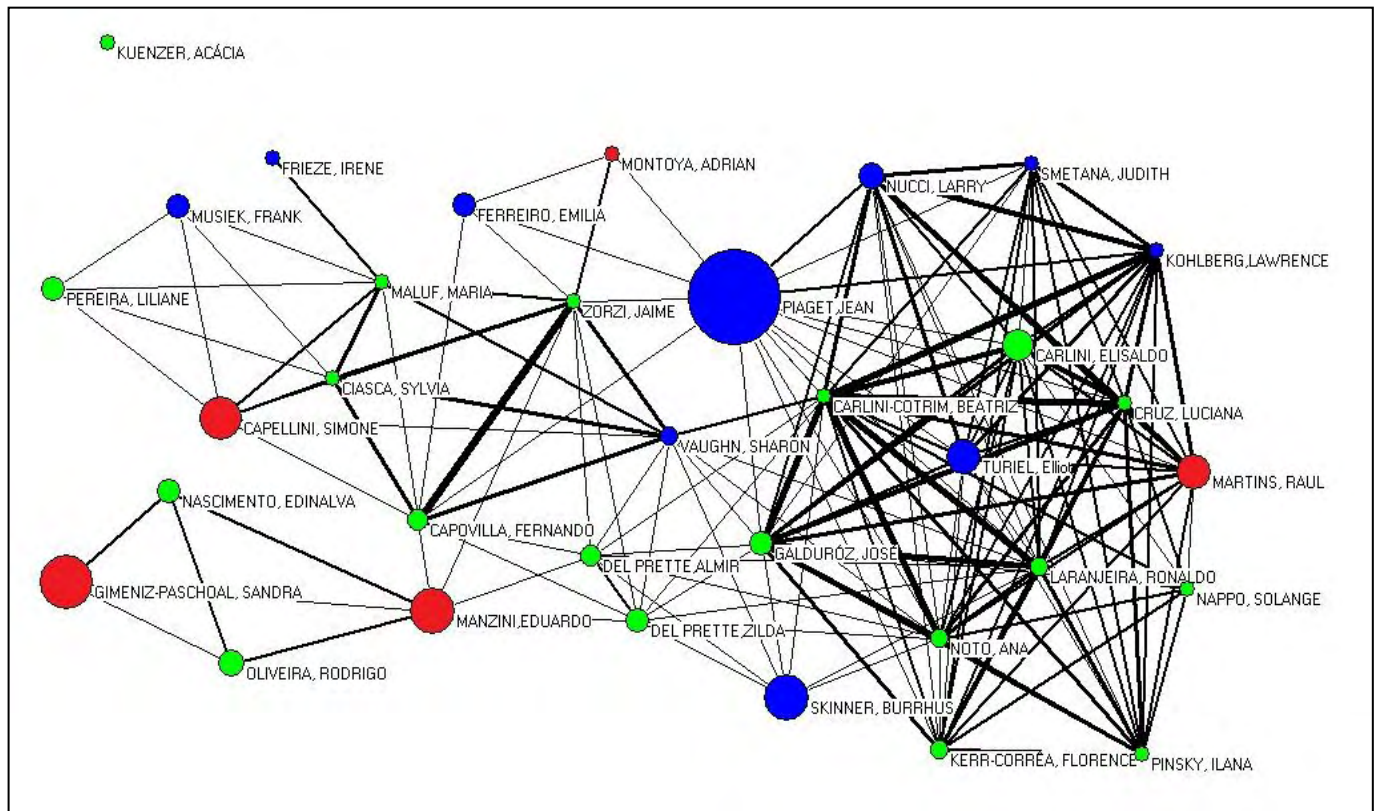 KUENZER, ACÁCIA
FRIEZE, IRENE
MONTOYA, ADRIAN
NUCCI, LARRY
SMETANA, JUDITH
MUSIEK, FRANK
FERREIRO, EMILIA
KOHLBERG,LAWRENCE
PEREIRA, LILIANE
MALUF, MARIA
ZORZI, JAIME
PIAGET,JEAN
CARLINI, ELISALDO
CIASCA, SYLVIA
CARLINI-COTRIM, BEATRIZ
CRUZ, LUCIANA
CAPELLINI, SIMONE
VAUGHN, SHARON
TURIEL, Elliot
MARTINS, RAUL
NASCIMENTO, EDINALVA
CAPOVILLA, FERNANDO
GALDURÓZ, JOSÉ
DEL PRETTE,ALMIR
LARANJEIRA, RONALDO
GIMENIZ-PASCHOAL, SANDRA
NAPPO, SOLANGE
MANZINI,EDUARDO
DEL PRETTE,ZILDA
NOTO, ANA
OLIVEIRA, RODRIGO
SKINNER, BURRHUS
KERR-CORRÊA, FLORENCE
PINSKY, ILANA